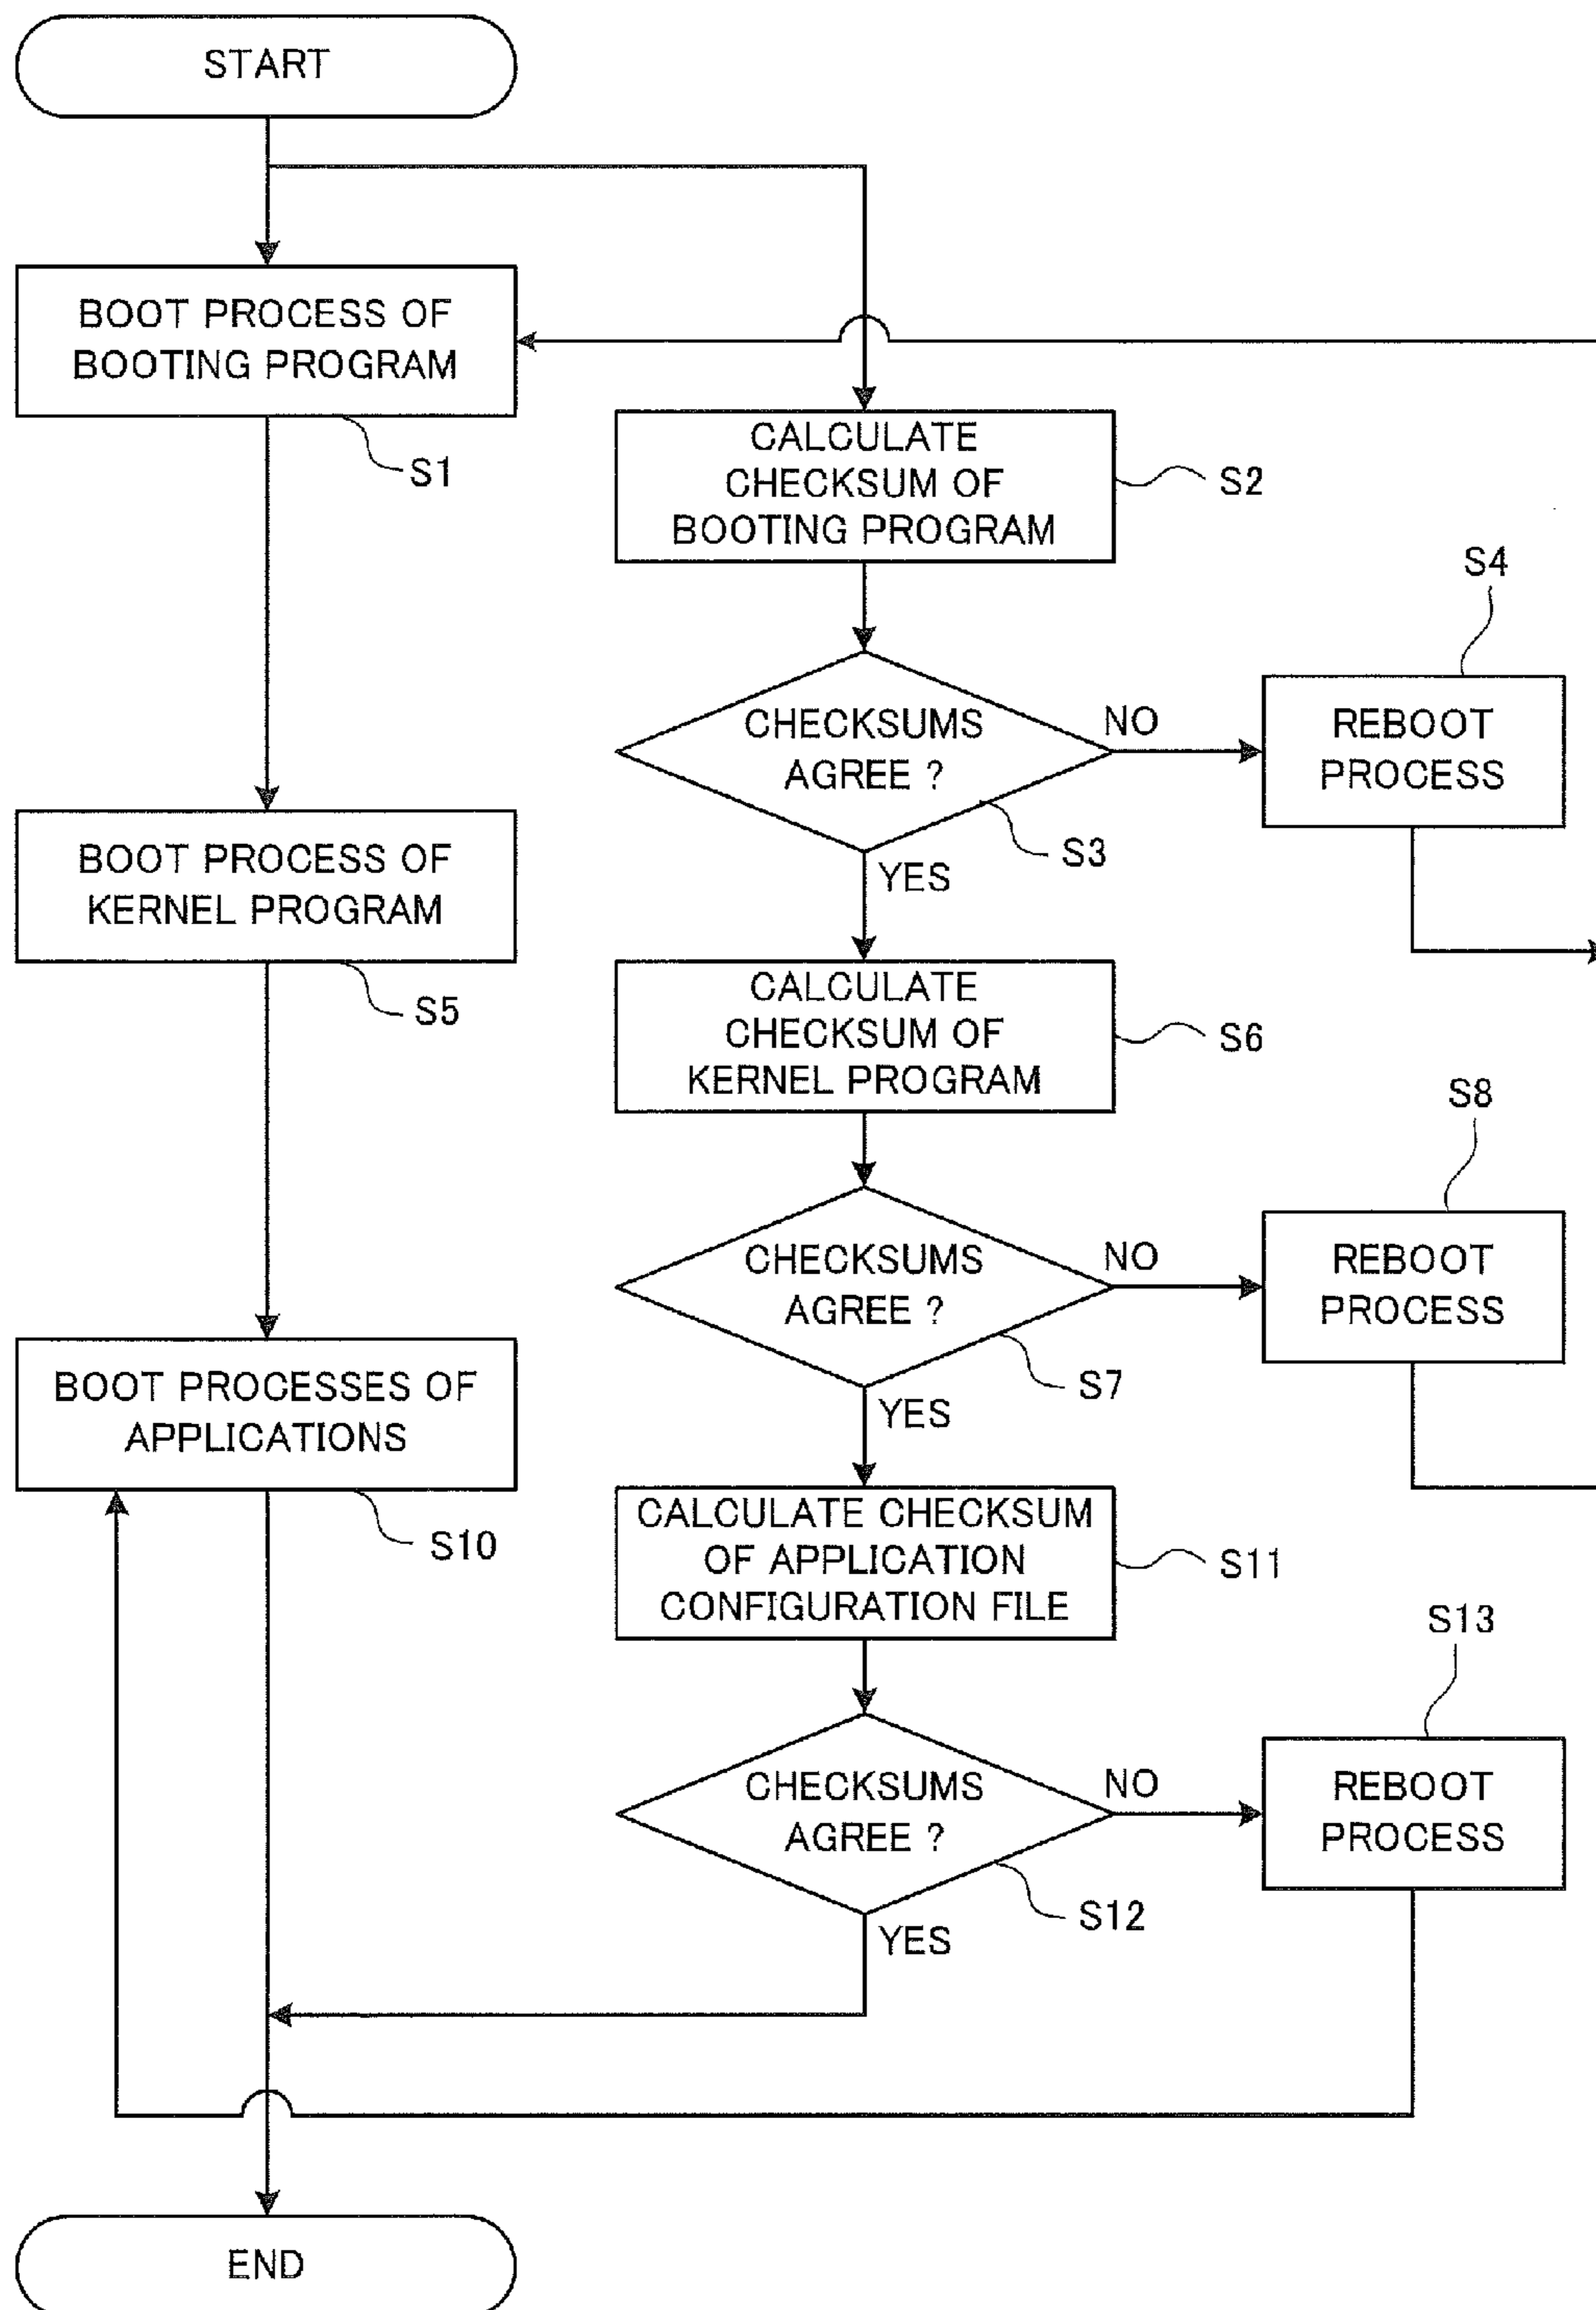 START
BOOT PROCESS OF
BOOTING PROGRAM
S1
CALCULATE
CHECKSUM OF
BOOTING PROGRAM
S2
S4
CHECKSUMS
AGREE ?
NO
REBOOT
PROCESS
S3
YES
BOOT PROCESS OF
KERNEL PROGRAM
S5
CALCULATE
CHECKSUM OF
KERNEL PROGRAM
S6
S8
CHECKSUMS
AGREE ?
NO
REBOOT
PROCESS
S7
YES
BOOT PROCESSES OF
APPLICATIONS
S10
CALCULATE CHECKSUM
OF APPLICATION
CONFIGURATION FILE
S11
S13
CHECKSUMS
AGREE ?
NO
REBOOT
PROCESS
S12
YES
END